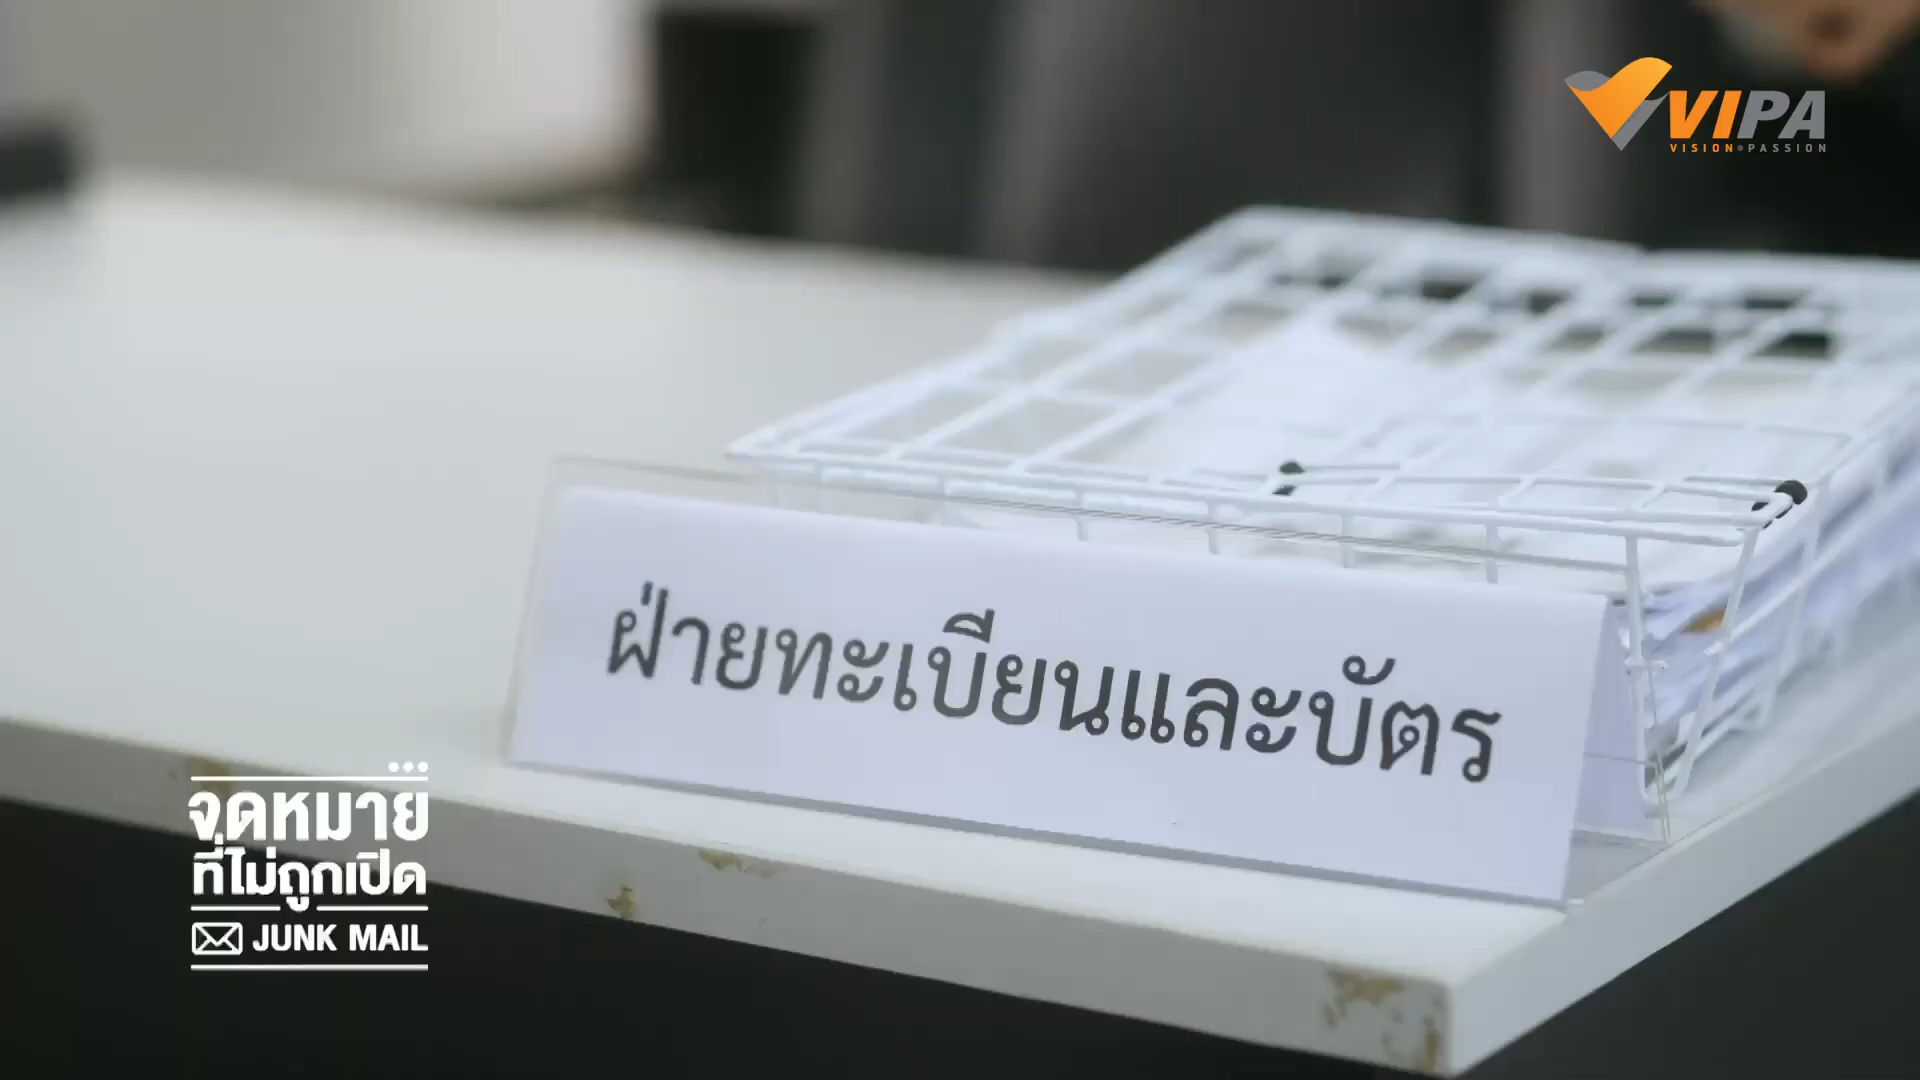 VIPA
VISION PASSION
ฝ่ายทะเบียนและบัตร
จดหมาย
ที่ไม่ถูกเปิด
JUNK MAIL